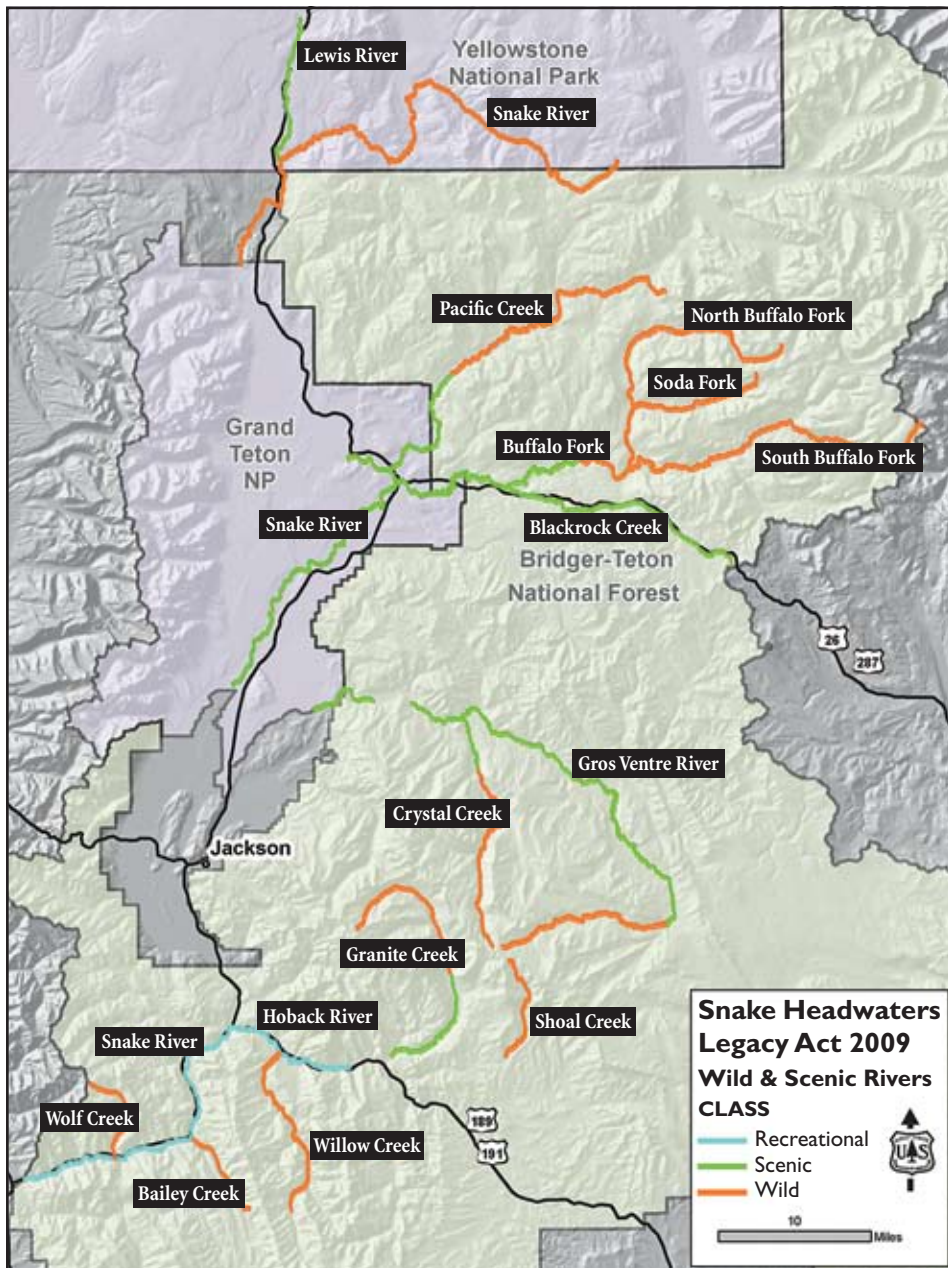 Lewis River
Yellowstone
National Park
Snake River
Pacific Creek
North Buffalo Fork
Soda Fork
Grand
Teton
NP
Buffalo Fork
South Buffalo Fork
Snake River
Blackrock Creek
Bridger-Teton
National Forest
26
287
Gros Ventre River
Crystal Creek
Jackson
Granite Creek
Shoal Creek
Hoback River
Snake River
Wolf Creek
Willow Creek
Bailey Creek
189
191
Snake Headwaters
Legacy Act 2009
Wild & Scenic Rivers
CLASS
Recreational
Scenic
Wild
U S
10
Miles